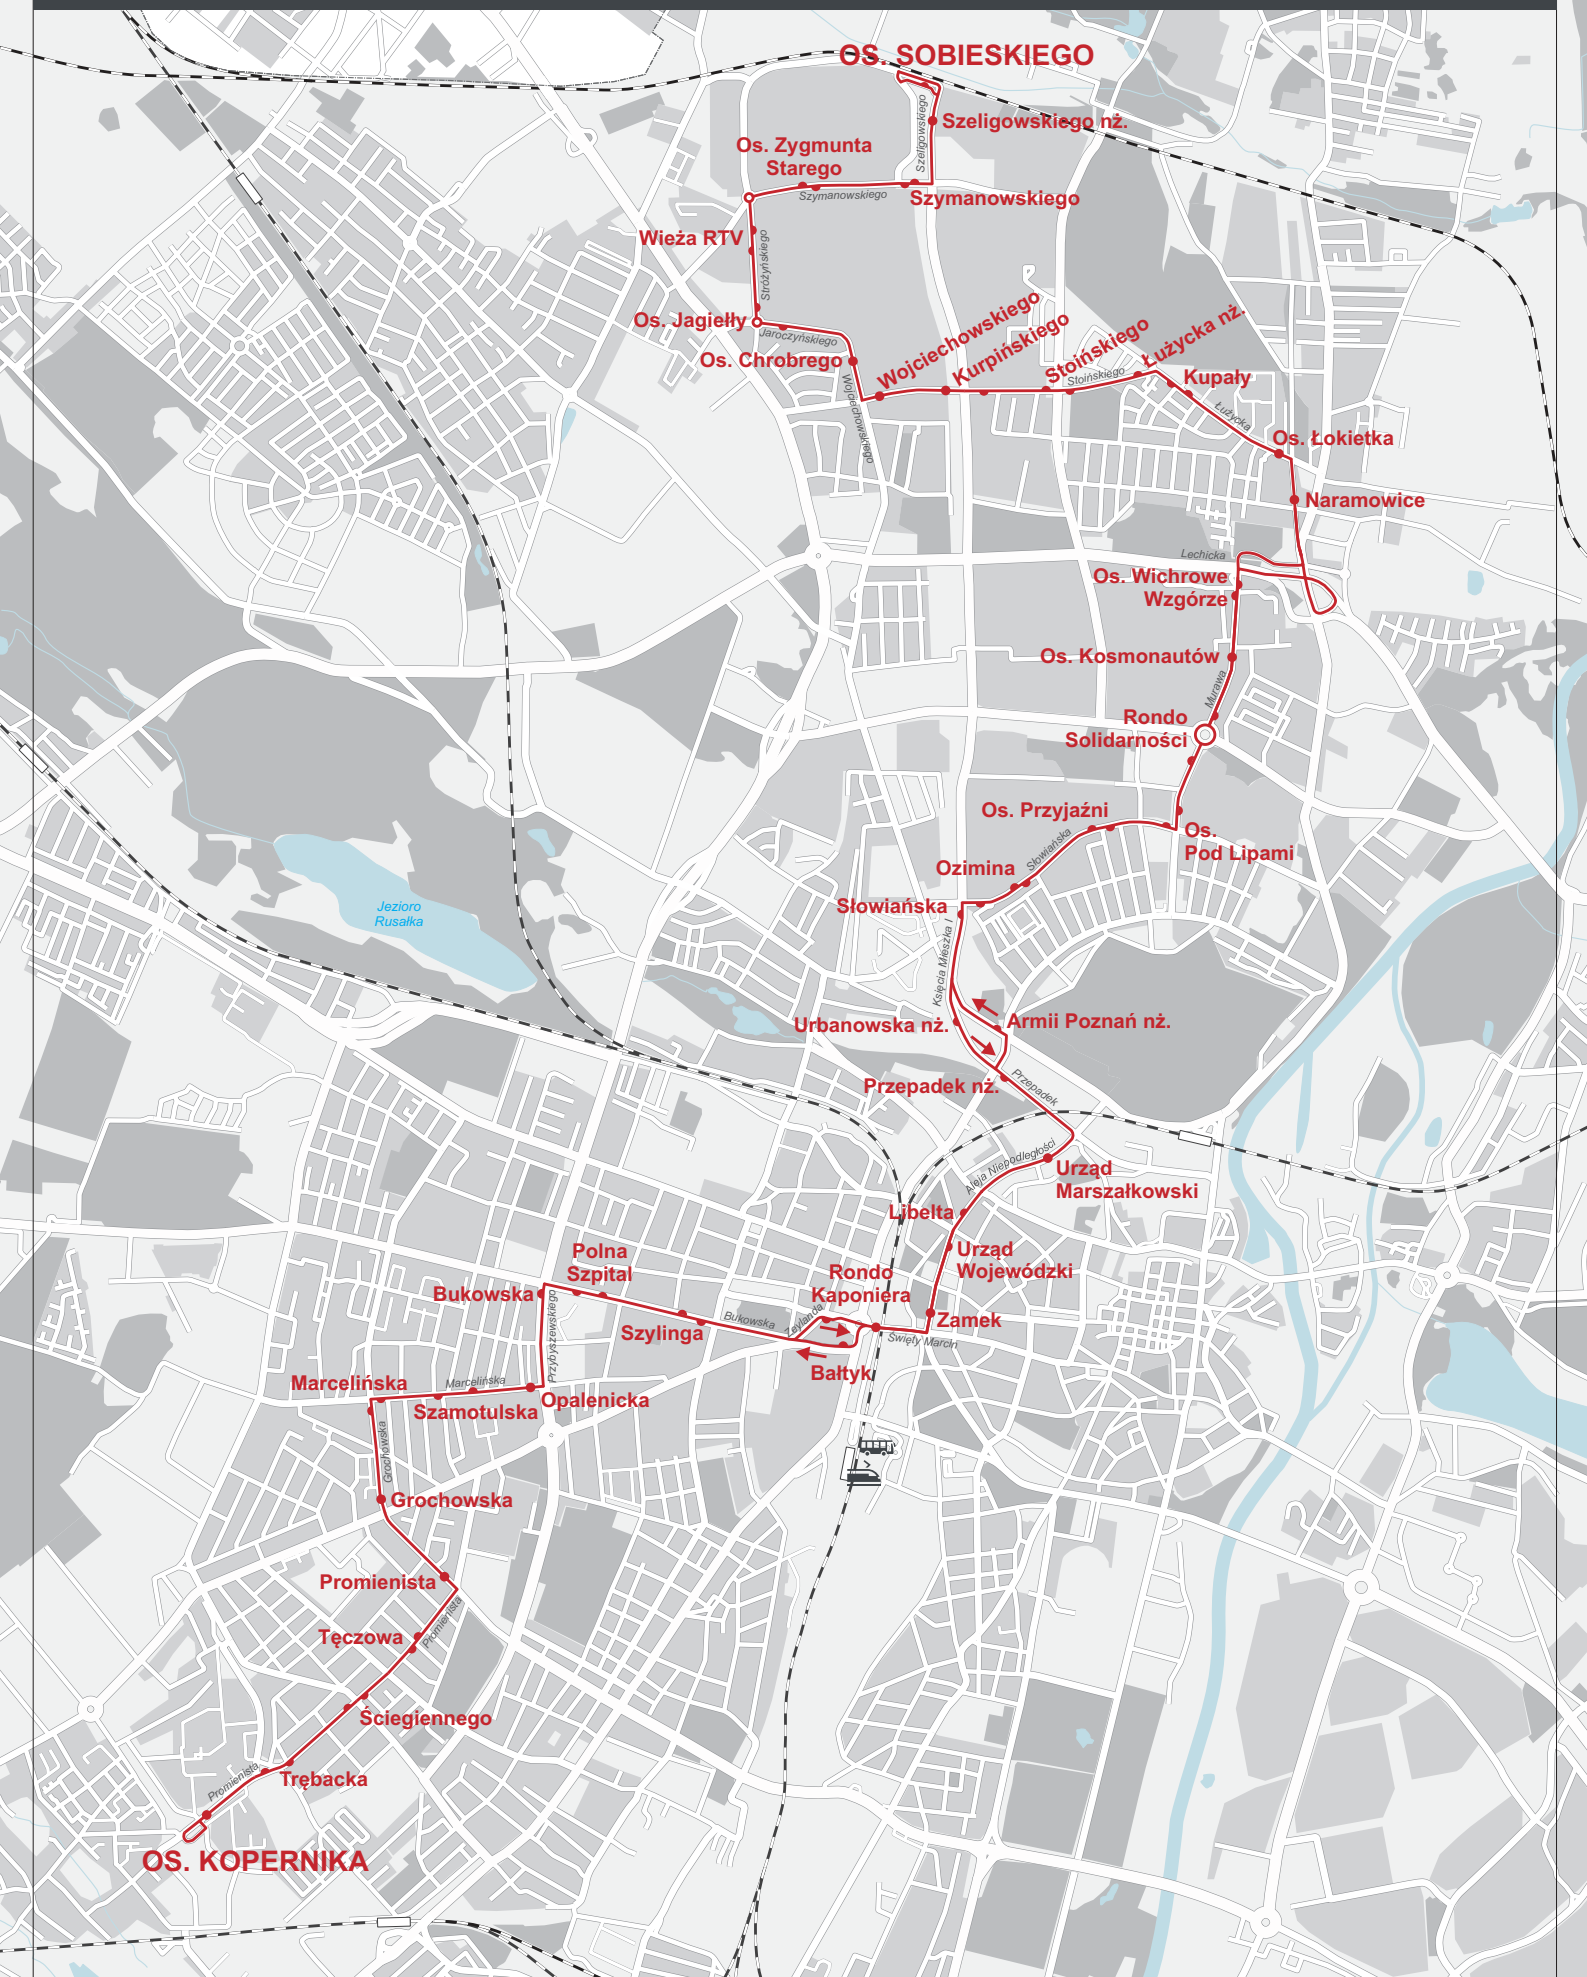 OS. SOBIESKIEGO
Szeligowskiego nż.
Szeligowskiego
Os. Zygmunta
Starego
Szymanowskiego
Szymanowskiego
Wieża RTV
Stróżyńskiego
Os. Jagiełły
Jaroczyńskiego
Os. Chrobrego
Wojciechowskiego
Wojciechowskiego
Kurpińskiego
Stoińskiego
Stoińskiego
Łużycka nż.
Kupały
Łużycka
Os. Łokietka
Naramowice
Lechicka
Os. Wichrowe
Wzgórze
Os. Kosmonautów
Murawa
Rondo
Solidarności
Os. Przyjaźni
Os.
Pod Lipami
Słowiańska
Ozimina
Słowiańska
Jezioro
Rusałka
Księcia Mieszka I
Urbanowska nż.
Armii Poznań nż.
Przepadek nż.
Przepadek
Aleja Niepodległości
Urząd
Marszałkowski
Libelta
Urząd
Wojewódzki
Polna
Szpital
Rondo
Kaponiera
Bukowska
Zamek
Szylinga
Bukowska
Zeylanda
Święty Marcin
Bałtyk
Przybyszewskiego
Marcelińska
Marcelińska
Szamotulska
Opalenicka
Grochowska
Grochowska
Promienista
Promienista
Tęczowa
Ściegiennego
Trębacka
Promienista
OS. KOPERNIKA